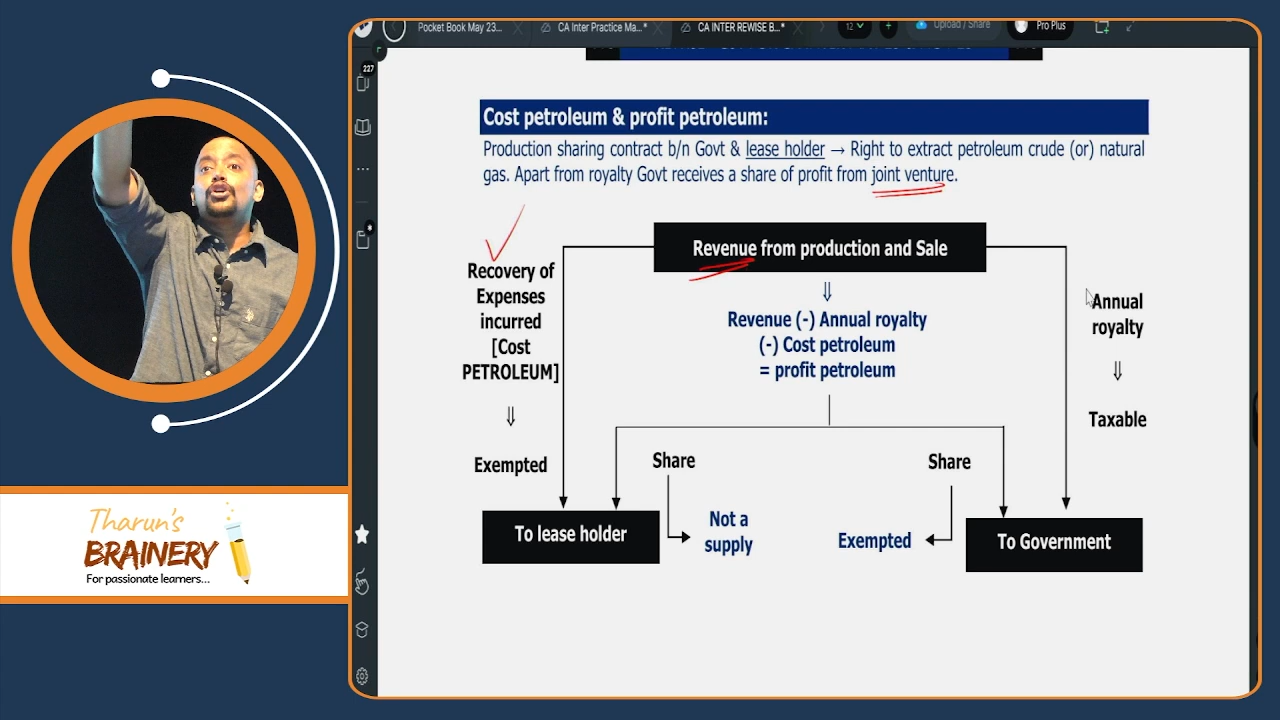 Pocket Book May 23...
CA Inter Practice Ma...*
CA INTER REWISE B...*
12
Upload / Share
Pro Plus
227
Cost petroleum & profit petroleum:
Production sharing contract b/n Govt & lease holder → Right to extract petroleum crude (or) natural
gas. Apart from royalty Govt receives a share of profit from joint venture.
Revenue from production and Sale
Recovery of
Expenses
incurred
[Cost
PETROLEUM]
⇓
Exempted
⇓
Revenue (-) Annual royalty
(-) Cost petroleum
= profit petroleum
Annual
royalty
⇓
Taxable
Share
Share
Not a
supply
Exempted
To lease holder
To Government
Tharun's
BRAINERY
For passionate learners...